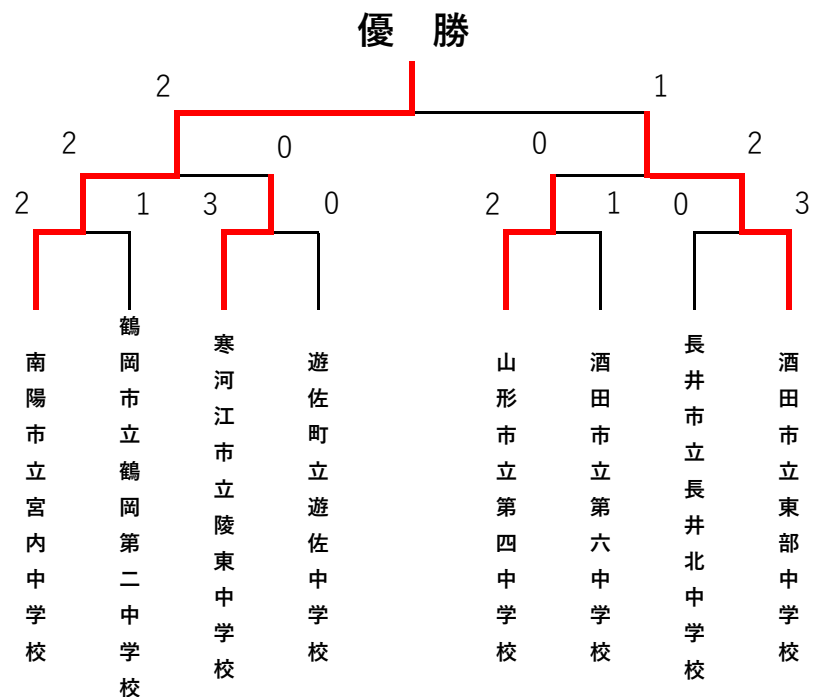 優 勝
2 1
2 0 0 2
2 1 3 0 2 1 0 3
南陽市立宮内中学校
鶴岡市立鶴岡第二中学校
寒河江市立陵東中学校
遊佐町立遊佐中学校
山形市立第四中学校
酒田市立第六中学校
長井市立長井北中学校
酒田市立東部中学校